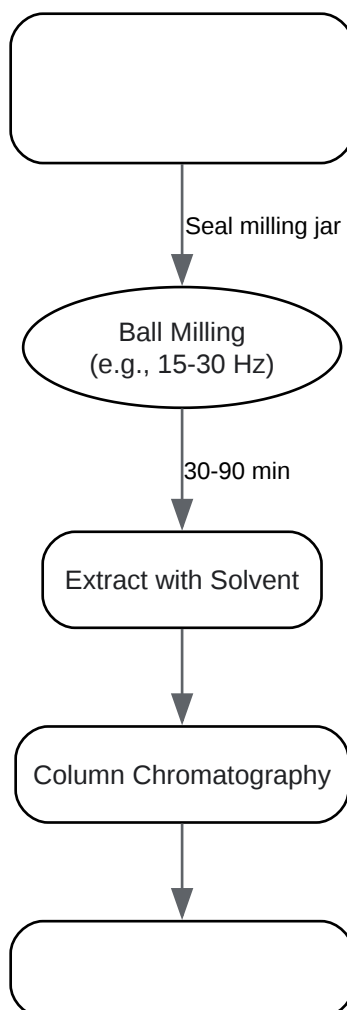 Seal milling jar
Ball Milling
(e.g., 15-30 Hz)
30-90 min
Extract with Solvent
Column Chromatography